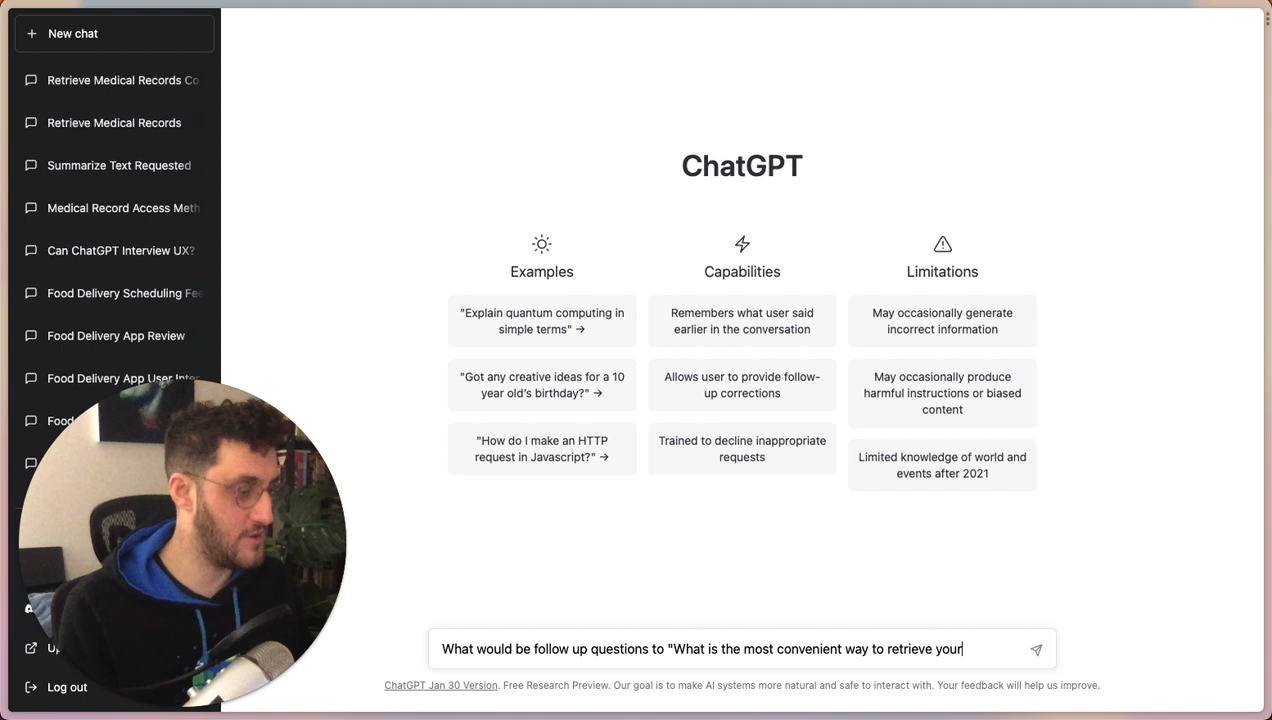 New chat
Retrieve Medical Records Co
Retrieve Medical Records
Summarize Text Requested
Medical Record Access Meth
Can ChatGPT Interview UX?
Food Delivery Scheduling Fee
Food Delivery App Review
Food Delivery App User Inter
Food
Log out
ChatGPT
Examples
"Explain quantum computing in
simple terms" →
"Got any creative ideas for a 10
year old's birthday?" →
"How do I make an HTTP
request in Javascript?" →
Capabilities
Remembers what user said
earlier in the conversation
Allows user to provide follow-
up corrections
Trained to decline inappropriate
requests
Limitations
May occasionally generate
incorrect information
May occasionally produce
harmful instructions or biased
content
Limited knowledge of world and
events after 2021
What would be follow up questions to "What is the most convenient way to retrieve your
ChatGPT Jan 30 Version. Free Research Preview. Our goal is to make AI systems more natural and safe to interact with. Your feedback will help us improve.